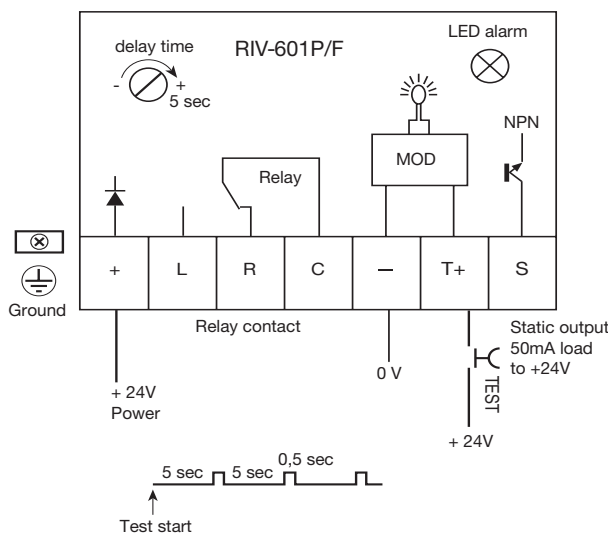 delay time
RIV-601P/F
LED alarm
- +
5 sec
NPN
MOD
Relay
+ L R C — T+ S
Ground
Relay contact
Static output
50mA load
to +24V
0 V
TEST
+ 24V
Power
+ 24V
0,5 sec
5 sec 5 sec
Test start